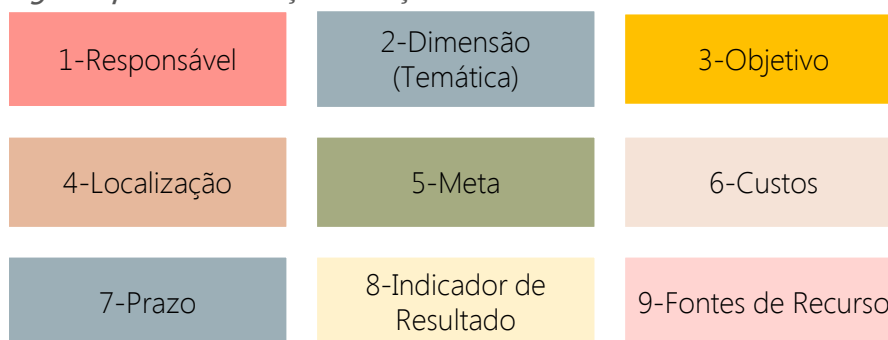 1-Responsável
2-Dimensão
(Temática)
3-Objetivo
4-Localização
5-Meta
6-Custos
7-Prazo
8-Indicador de
Resultado
9-Fontes de Recurso